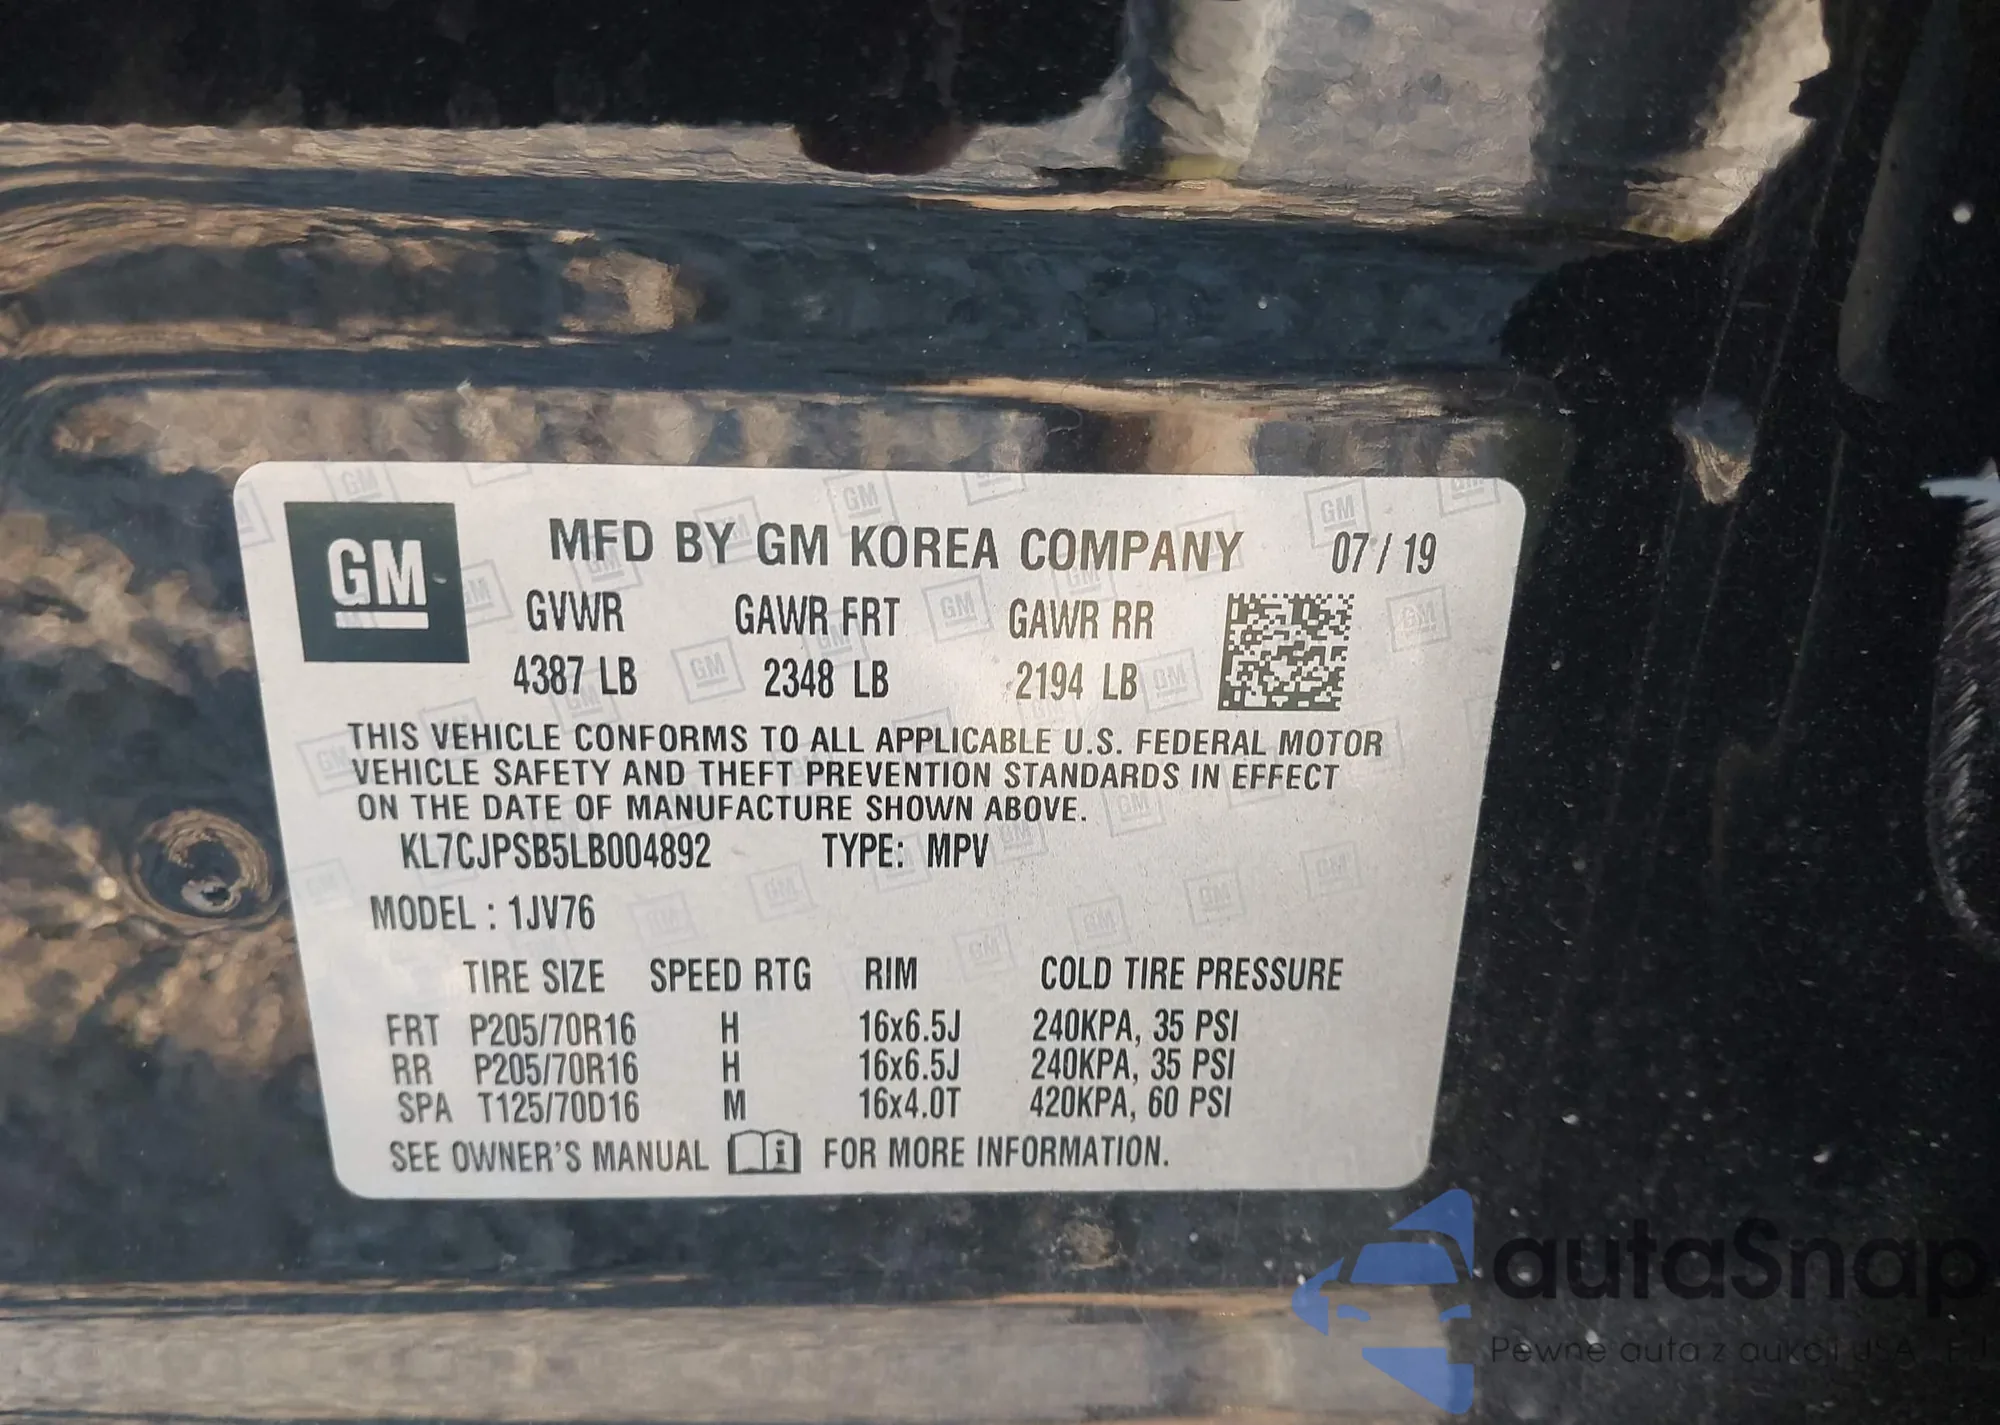 GM
MFD BY GM KOREA COMPANY 07 / 19
GVWR GAWR FRT GAWR RR
4387 LB 2348 LB 2194 LB
THIS VEHICLE CONFORMS TO ALL APPLICABLE U.S. FEDERAL MOTOR
VEHICLE SAFETY AND THEFT PREVENTION STANDARDS IN EFFECT
ON THE DATE OF MANUFACTURE SHOWN ABOVE.
KL7CJPSB5LB004892 TYPE: MPV
MODEL : 1JV76
TIRE SIZE SPEED RTG RIM COLD TIRE PRESSURE
FRT P205/70R16 H 16x6.5J 240KPA, 35 PSI
RR P205/70R16 H 16x6.5J 240KPA, 35 PSI
SPA T125/70D16 M 16x4.0T 420KPA, 60 PSI
SEE OWNER'S MANUAL i FOR MORE INFORMATION.
autaSnap
Pewne auta z aukcji USA